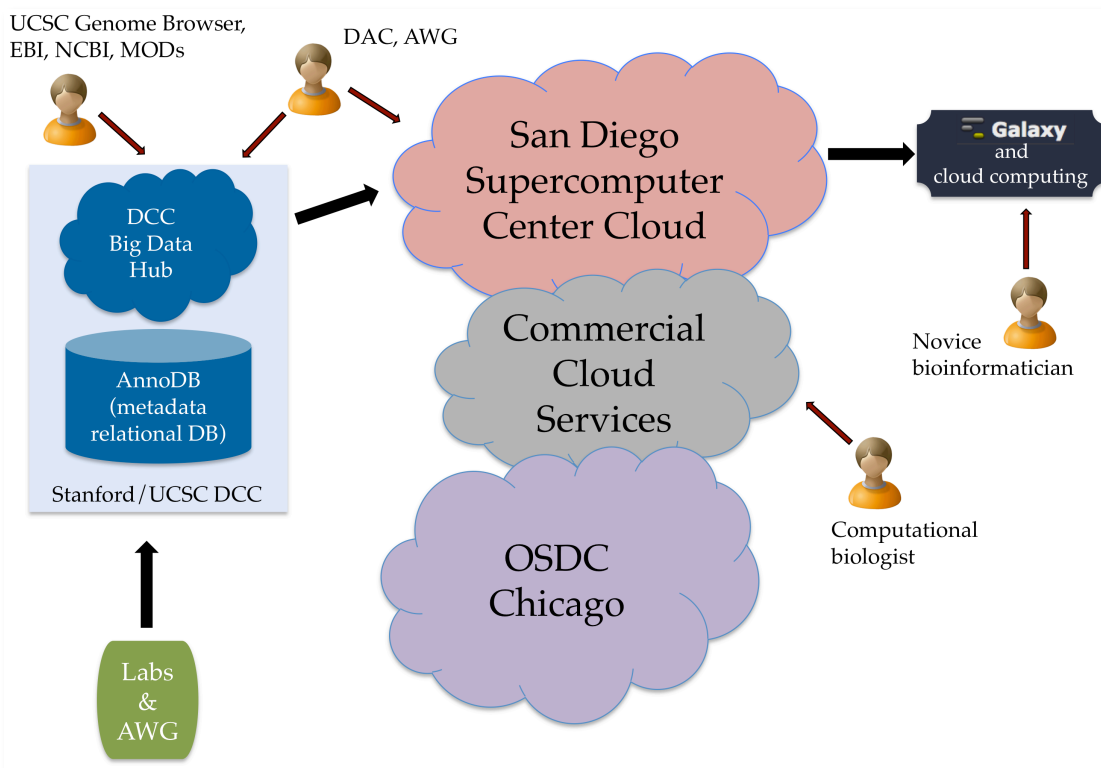 UCSC Genome Browser,
EBI, NCBI, MODs
DAC, AWG
San Diego
Supercomputer
Center Cloud
Galaxy
and
cloud computing
DCC
Big Data
Hub
AnnoDB
(metadata
relational DB)
Stanford/UCSC DCC
Commercial
Cloud
Services
Novice
bioinformatician
Computational
biologist
OSDC
Chicago
Labs
&
AWG